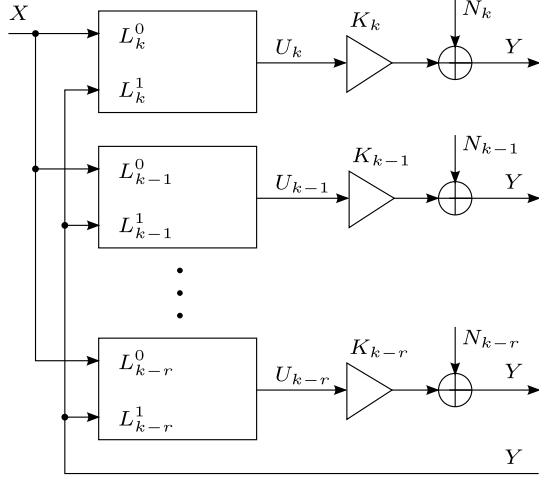 X
L_k^0 U_k K_k N_k Y
L_k^1
L_{k-1}^0 U_{k-1} K_{k-1} N_{k-1} Y
L_{k-1}^1
L_{k-r}^0 U_{k-r} K_{k-r} N_{k-r} Y
L_{k-r}^1
Y